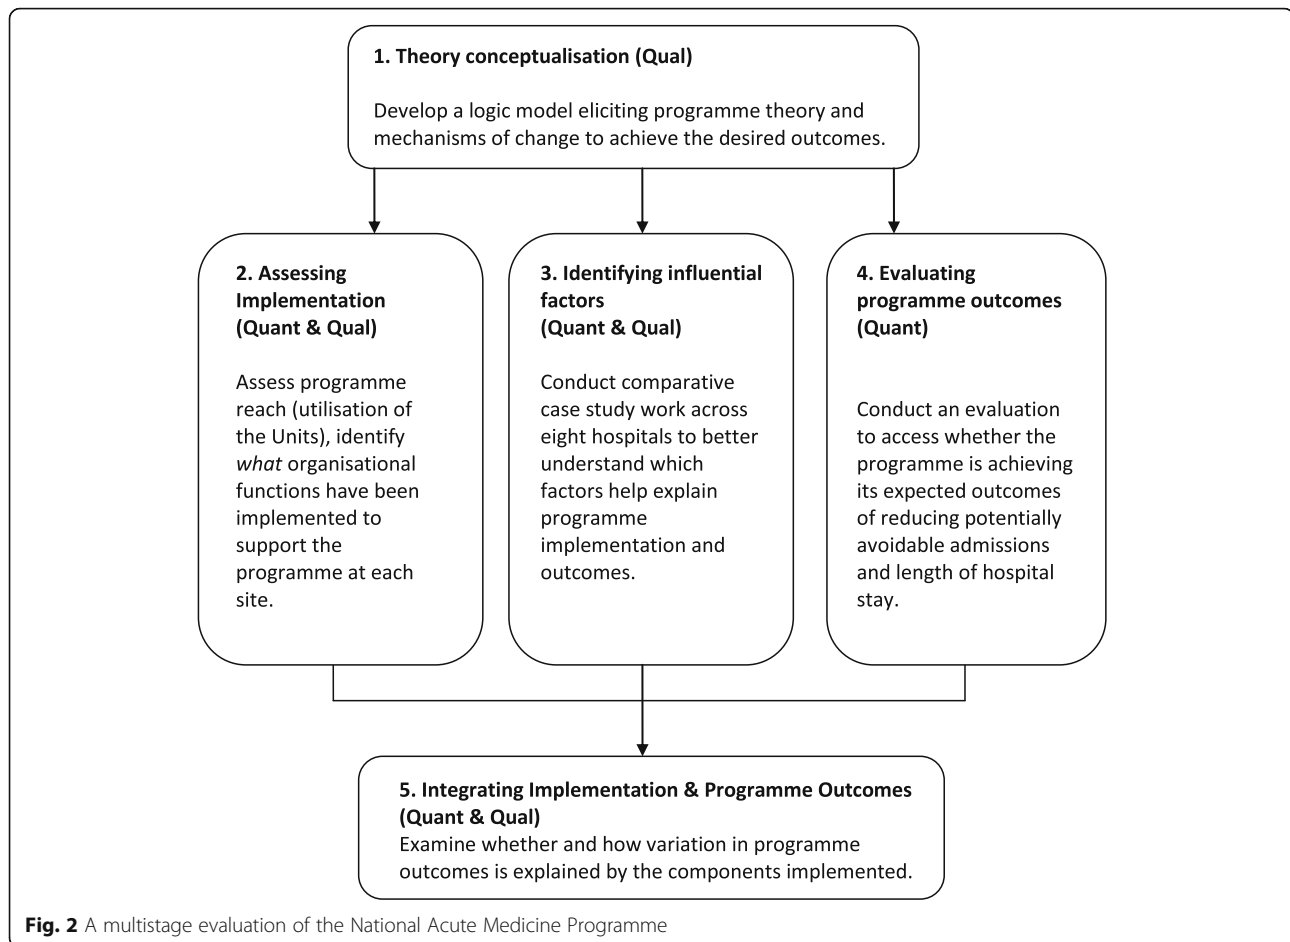 1. Theory conceptualisation (Qual)
Develop a logic model eliciting programme theory and
mechanisms of change to achieve the desired outcomes.
2. Assessing
Implementation
(Quant & Qual)
Assess programme
reach (utilisation of
the Units), identify
what organisational
functions have been
implemented to
support the
programme at each
site.
3. Identifying influential
factors
(Quant & Qual)
Conduct comparative
case study work across
eight hospitals to better
understand which
factors help explain
programme
implementation and
outcomes.
4. Evaluating
programme outcomes
(Quant)
Conduct an evaluation
to access whether the
programme is achieving
its expected outcomes
of reducing potentially
avoidable admissions
and length of hospital
stay.
5. Integrating Implementation & Programme Outcomes
(Quant & Qual)
Examine whether and how variation in programme
outcomes is explained by the components implemented.
Fig. 2 A multistage evaluation of the National Acute Medicine Programme